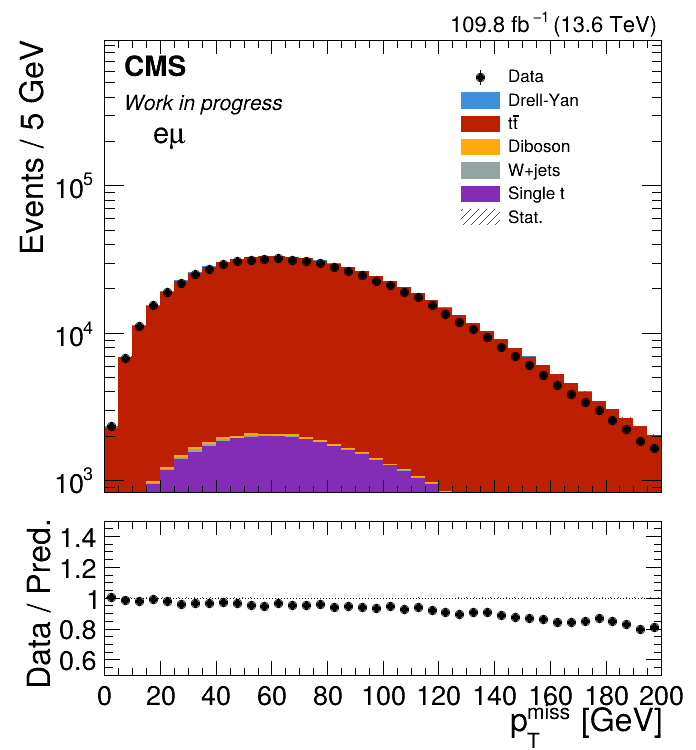 109.8 fb⁻¹ (13.6 TeV)
CMS
Work in progress
eμ
Data
Drell-Yan
tt̄
Diboson
W+jets
Single t
Stat.
Events / 5 GeV
10⁵
10⁴
10³
Data / Pred.
1.4
1.2
1
0.8
0.6
0 20 40 60 80 100 120 140 160 180 200
p_T^miss [GeV]